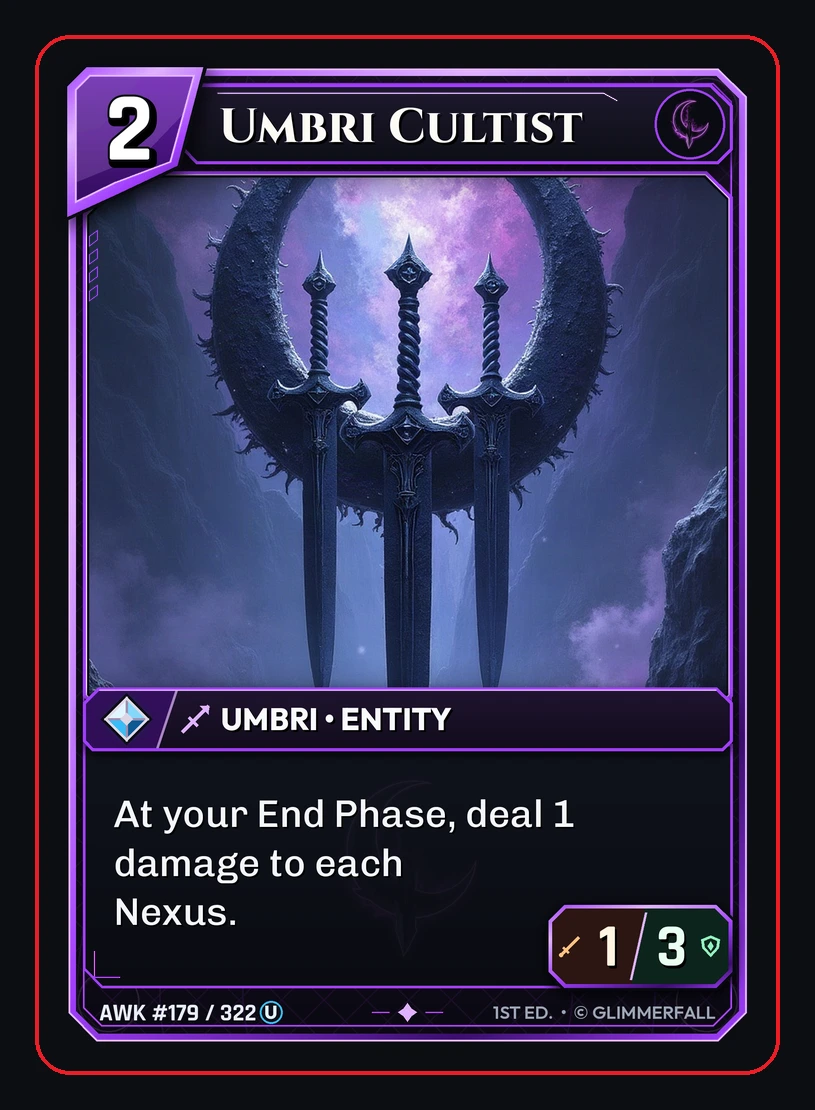 2
UMBRI CULTIST
UMBRI • ENTITY
At your End Phase, deal 1
damage to each
Nexus.
1 / 3
AWK #179 / 322 U
1ST ED. • © GLIMMERFALL